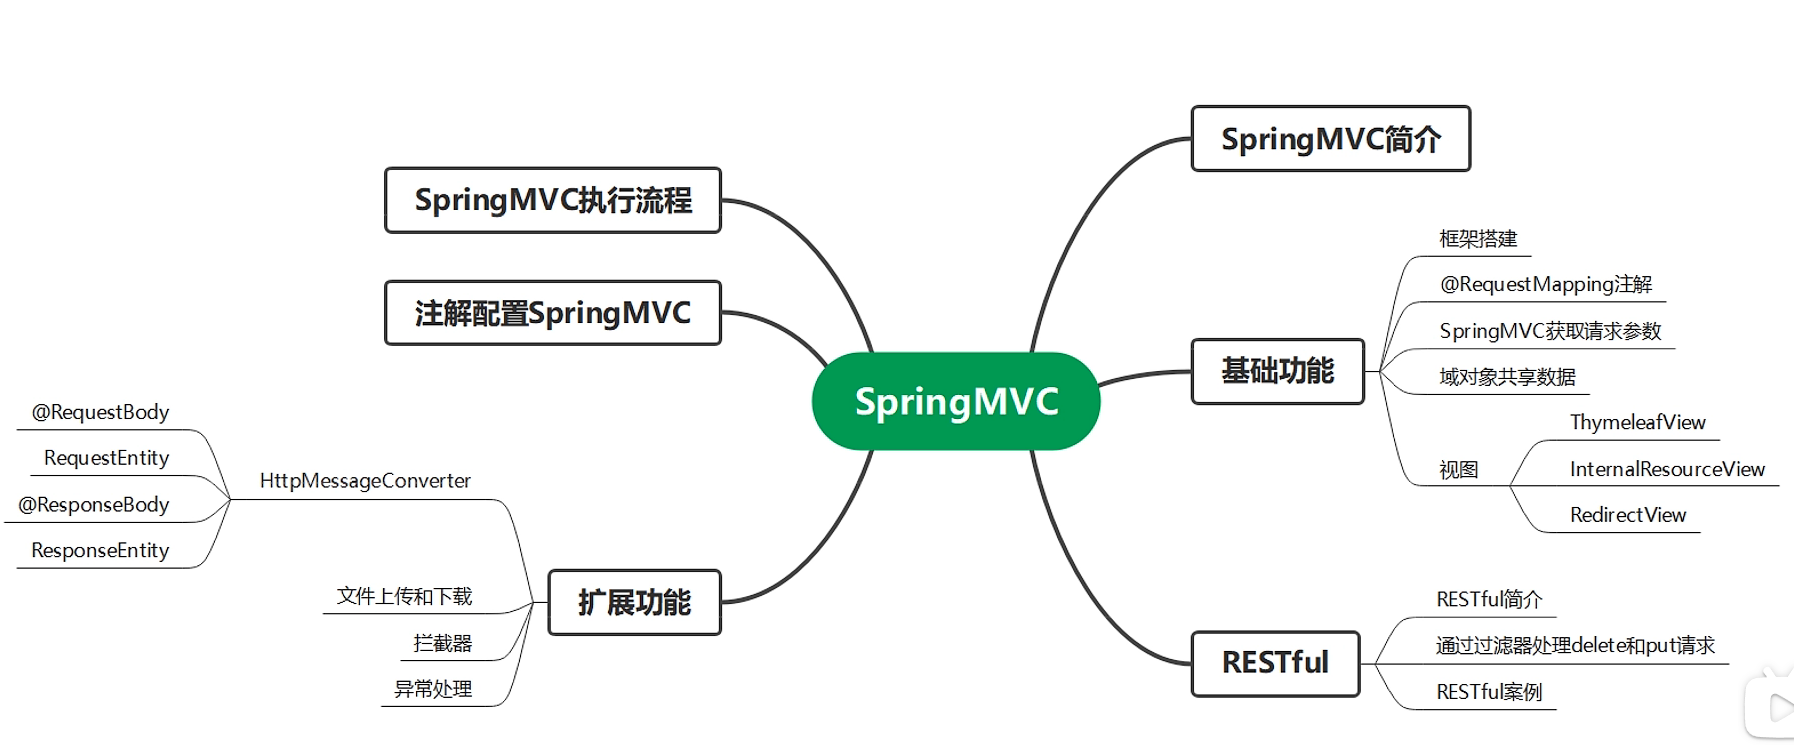 SpringMVC
SpringMVC简介
基础功能
框架搭建
@RequestMapping注解
SpringMVC获取请求参数
域对象共享数据
视图
ThymeleafView
InternalResourceView
RedirectView
RESTful
RESTful简介
通过过滤器处理delete和put请求
RESTful案例
SpringMVC执行流程
注解配置SpringMVC
扩展功能
HttpMessageConverter
@RequestBody
RequestEntity
@ResponseBody
ResponseEntity
文件上传和下载
拦截器
异常处理